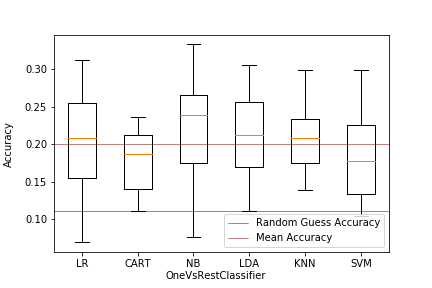 0.30
0.25
0.20
0.15
0.10
Accuracy
Random Guess Accuracy
Mean Accuracy
LR CART NB LDA KNN SVM
OneVsRestClassifier